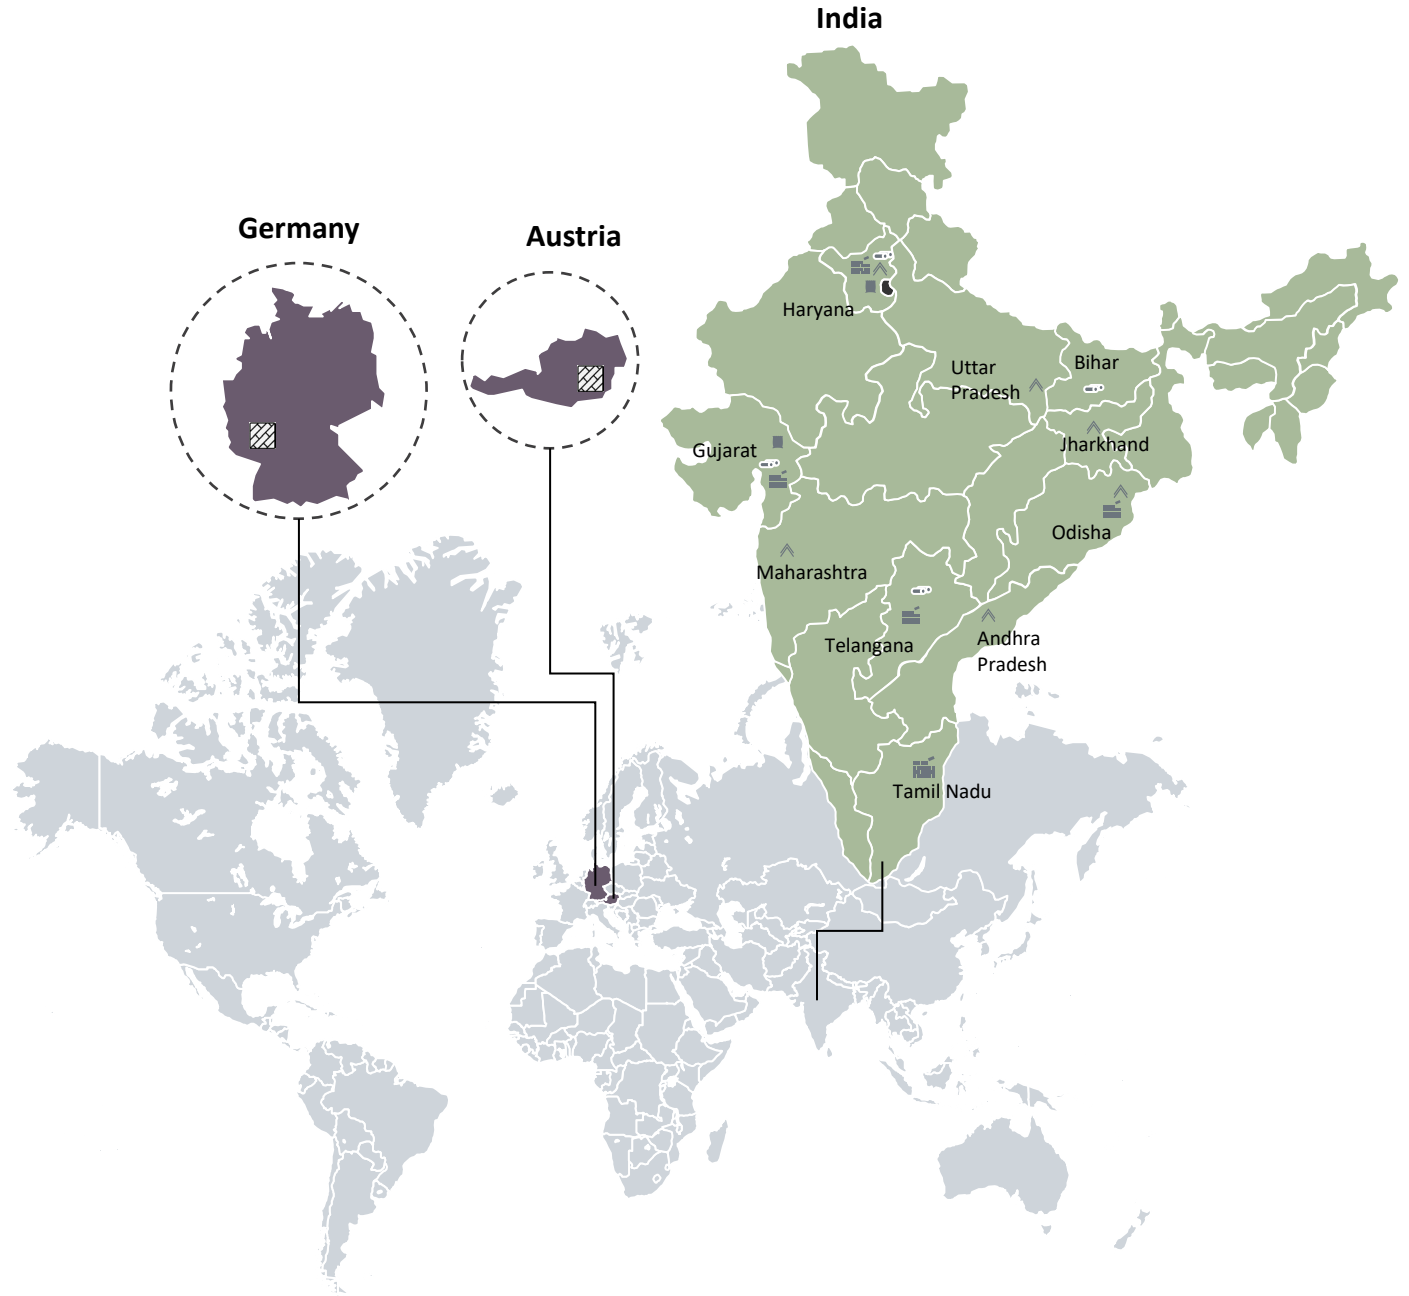 India
Germany
Austria
Haryana
Uttar
Pradesh
Bihar
Gujarat
Jharkhand
Odisha
Maharashtra
Telangana
Andhra
Pradesh
Tamil Nadu